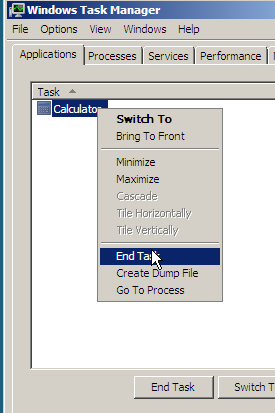 Windows Task Manager
File Options View Windows Help
Applications Processes Services Performance
Task
Calculator
Switch To
Bring To Front
Minimize
Maximize
Cascade
Tile Horizontally
Tile Vertically
End Task
Create Dump File
Go To Process
End Task Switch T